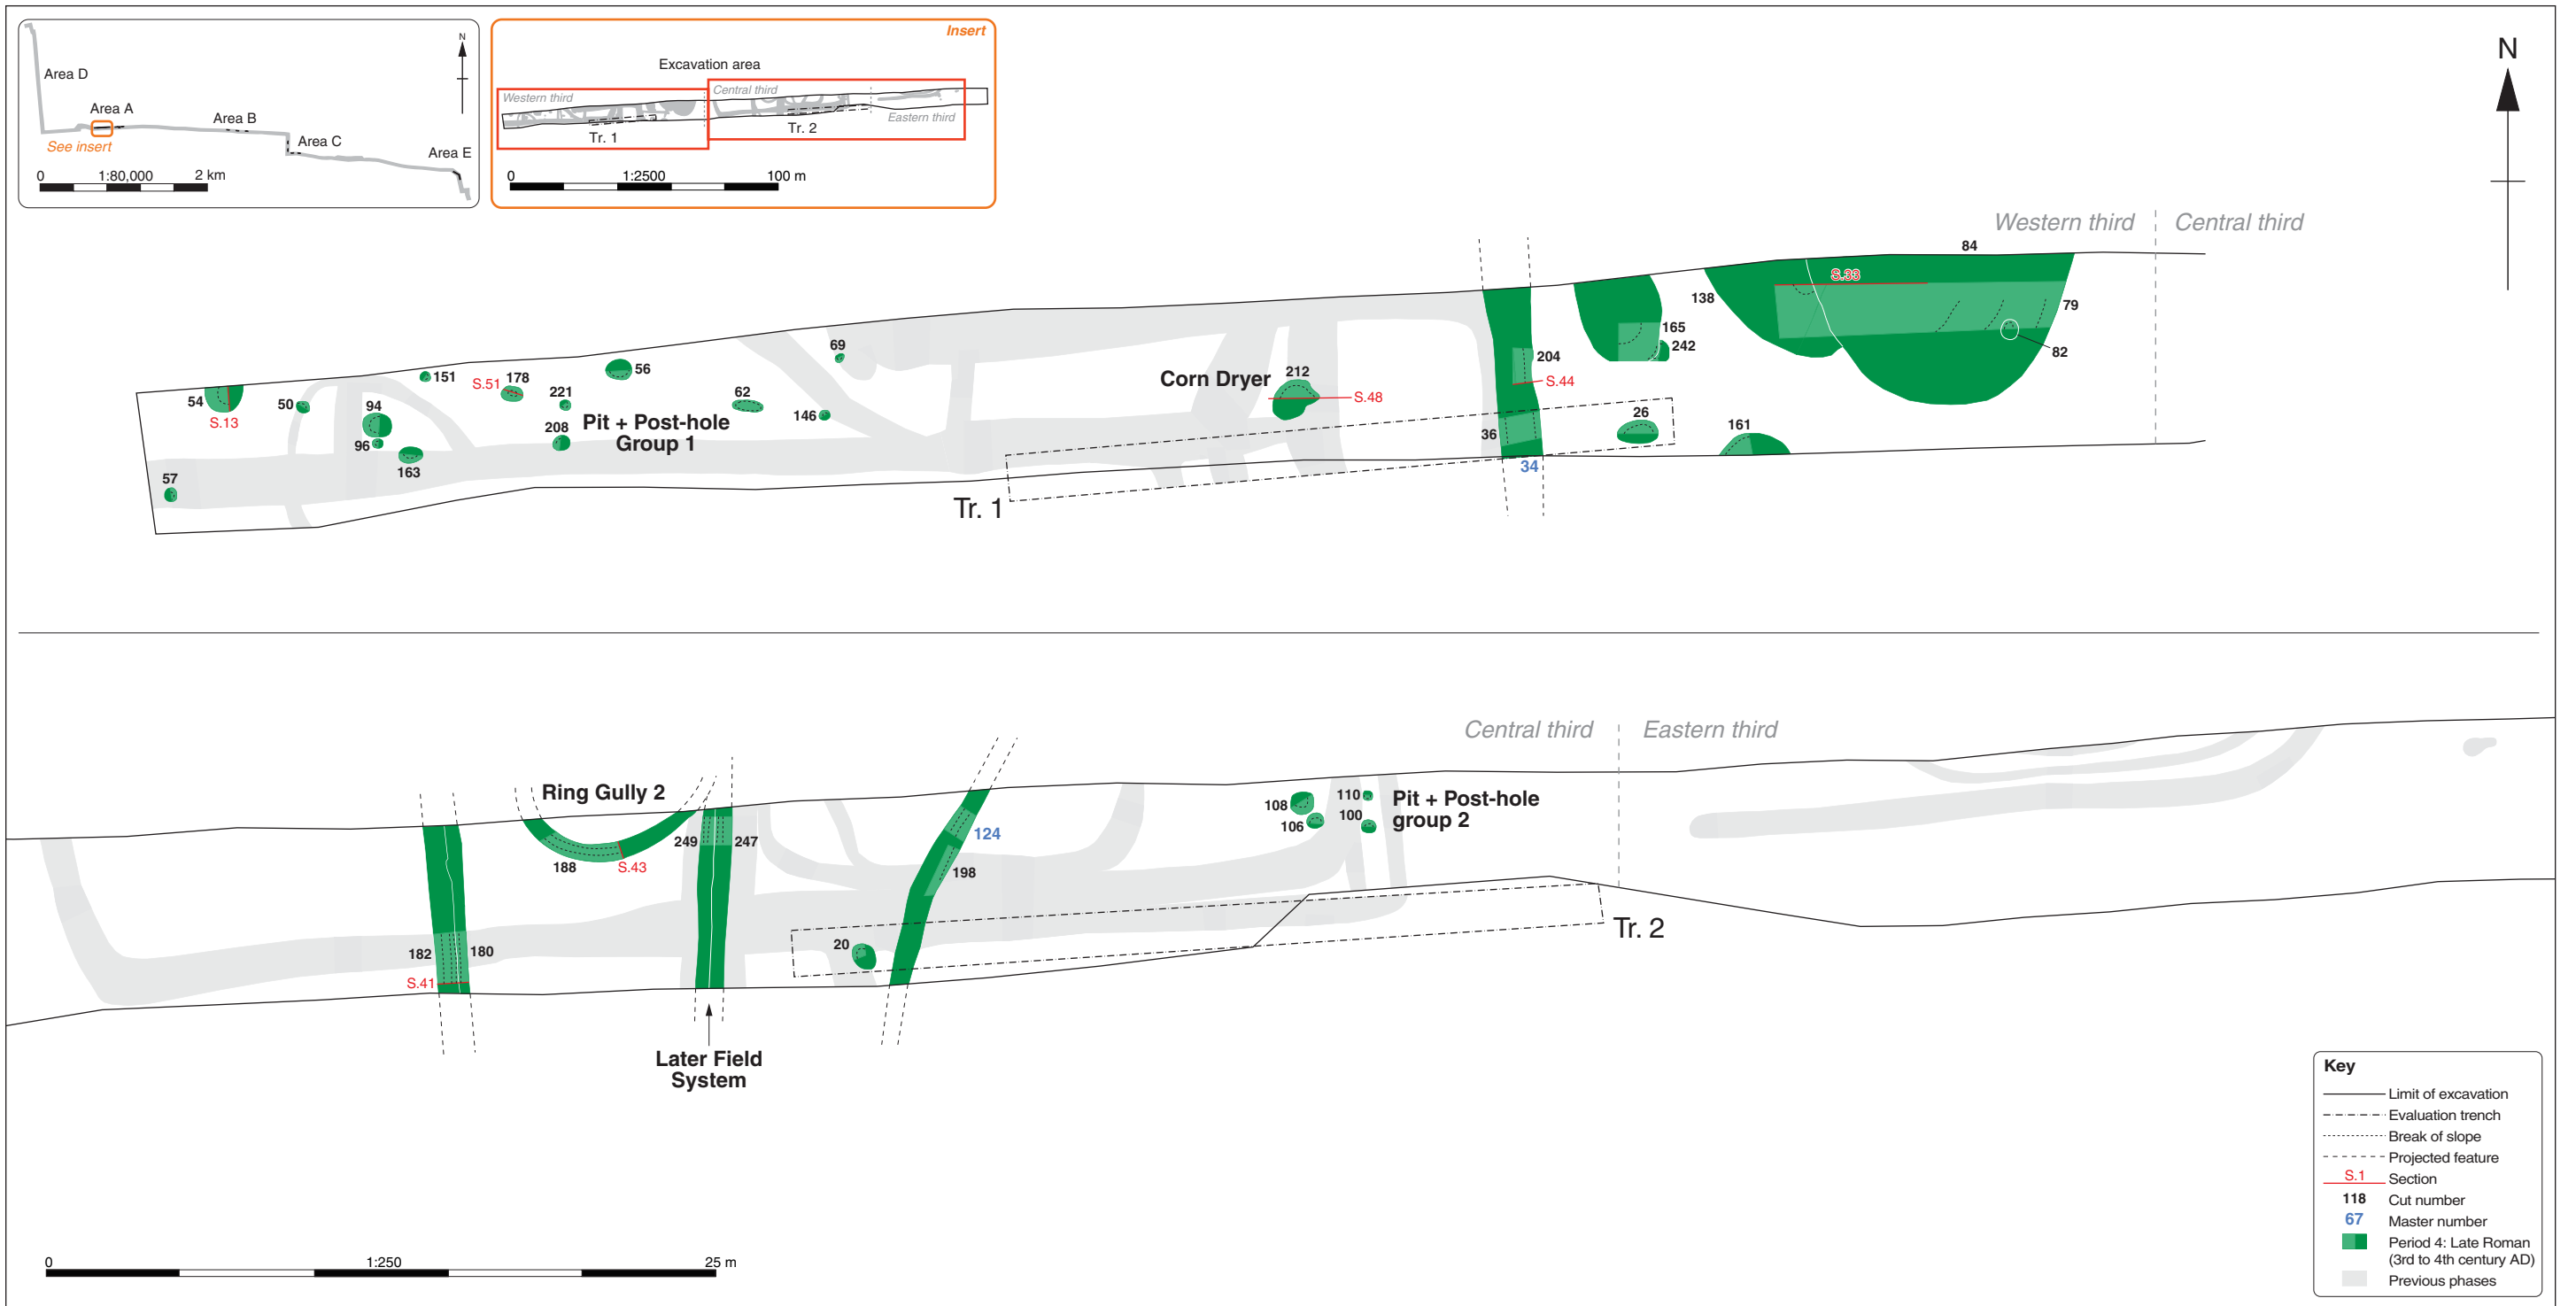 N
Area D
Area A
Area B
See insert
Area C
Area E
0 1:80,000 2 km
Insert
Excavation area
Western third
Central third
Eastern third
Tr. 1
Tr. 2
0 1:2500 100 m
N
Western third
Central third
84
S.33
138
79
165
242
82
204
S.44
69
56
151
S.51
178
221
62
146
54
S.13
50
94
96
163
208
Pit + Post-hole
Group 1
57
Corn Dryer
212
S.48
26
36
161
34
Tr. 1
Central third
Eastern third
Ring Gully 2
108
110
Pit + Post-hole
group 2
106
100
249
247
124
188
S.43
198
182
180
20
S.41
Tr. 2
Later Field
System
0 1:250 25 m
Key
Limit of excavation
Evaluation trench
Break of slope
Projected feature
S.1 Section
118 Cut number
67 Master number
Period 4: Late Roman
(3rd to 4th century AD)
Previous phases